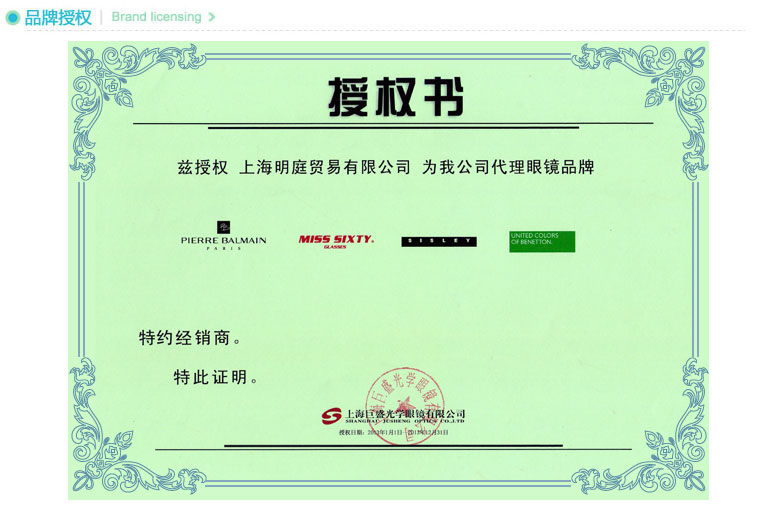 品牌授权 | Brand licensing
授权书
兹授权 上海明庭贸易有限公司 为我公司代理眼镜品牌
PIERRE BALMAIN
PARIS
MISS SIXTY
GLASSES
SISLEY
UNITED COLORS
OF BENETTON.
特约经销商。
特此证明。
上海巨盛光学眼镜有限公司
SHANGHAI JUSHENG OPTICS CO.,LTD
授权日期: